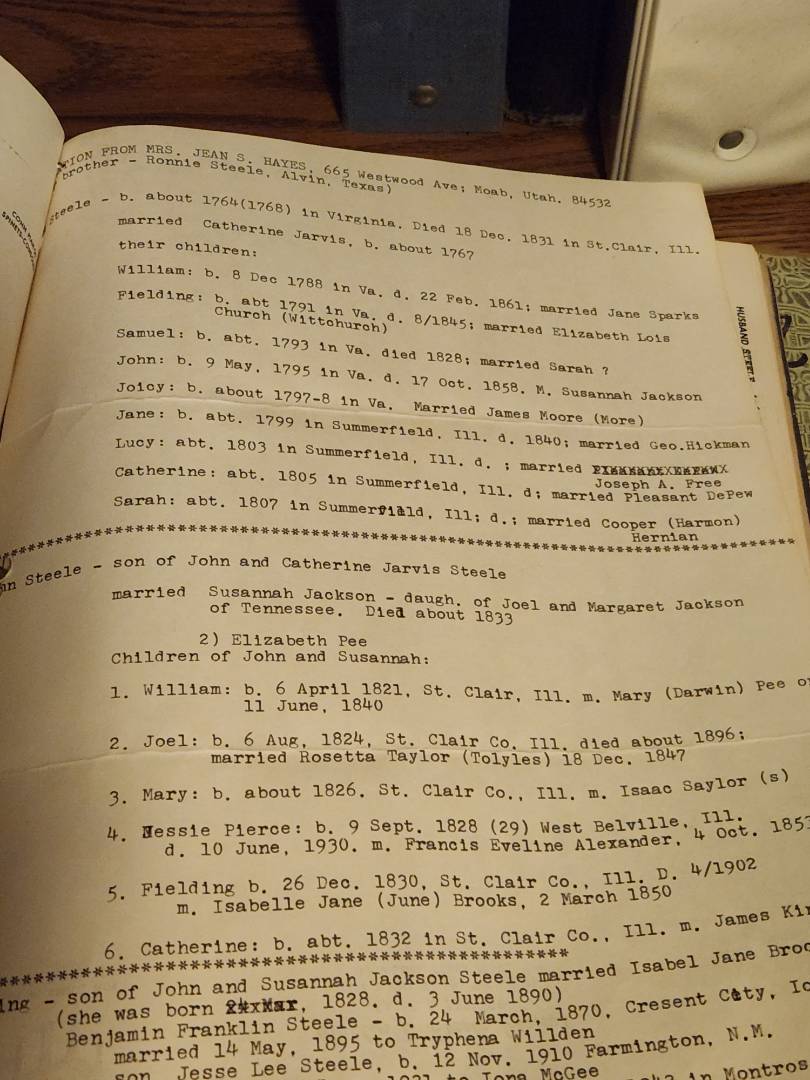 TION FROM MRS. JEAN S. HAYES, 665 Westwood Ave; Moab, Utah. 84532
brother - Ronnie Steele, Alvin, Texas)
Steele - b. about 1764(1768) in Virginia. Died 18 Dec. 1831 in St.Clair, Ill.
married Catherine Jarvis, b. about 1767
their children:
William: b. 8 Dec 1788 in Va. d. 22 Feb. 1861; married Jane Sparks
Fielding: b. abt 1791 in Va. d. 8/1845; married Elizabeth Lois
Church (Wittchurch)
Samuel: b. abt. 1793 in Va. died 1828; married Sarah ?
John: b. 9 May, 1795 in Va. d. 17 Oct. 1858. M. Susannah Jackson
Joicy: b. about 1797-8 in Va. Married James Moore (More)
Jane: b. abt. 1799 in Summerfield, Ill. d. 1840; married Geo.Hickman
Lucy: abt. 1803 in Summerfield, Ill. d. ; married
Joseph A. Free
Catherine: abt. 1805 in Summerfield, Ill. d; married Pleasant DePew
Sarah: abt. 1807 in Summerfield, Ill; d.; married Cooper (Harmon)
Hernian
hn Steele - son of John and Catherine Jarvis Steele
married Susannah Jackson - daugh. of Joel and Margaret Jackson
of Tennessee. Died about 1833
2) Elizabeth Pee
Children of John and Susannah:
1. William: b. 6 April 1821, St. Clair, Ill. m. Mary (Darwin) Pee o
11 June, 1840
2. Joel: b. 6 Aug, 1824, St. Clair Co. Ill. died about 1896;
married Rosetta Taylor (Tolyles) 18 Dec. 1847
3. Mary: b. about 1826. St. Clair Co., Ill. m. Isaac Saylor (s)
4. Jessie Pierce: b. 9 Sept. 1828 (29) West Belville, Ill.
d. 10 June, 1930. m. Francis Eveline Alexander, 4 Oct. 185
5. Fielding b. 26 Dec. 1830, St. Clair Co., Ill. D. 4/1902
m. Isabelle Jane (June) Brooks, 2 March 1850
6. Catherine: b. abt. 1832 in St. Clair Co., Ill. m. James Ki
ing - son of John and Susannah Jackson Steele married Isabel Jane Broo
(she was born 24 Mar, 1828. d. 3 June 1890)
Benjamin Franklin Steele - b. 24 March, 1870, Cresent City, Io
married 14 May, 1895 to Tryphena Willden
son Jesse Lee Steele, b. 12 Nov. 1910 Farmington, N.M.
to Iona McGee
in Montros
HUSBAND STEELE